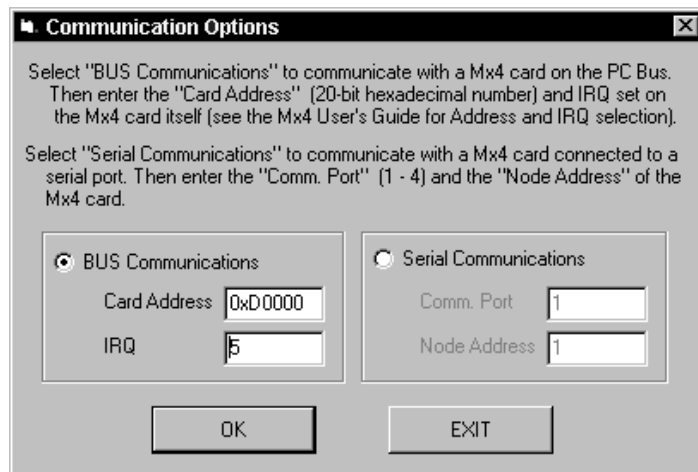 Communication Options
Select "BUS Communications" to communicate with a Mx4 card on the PC Bus.
Then enter the "Card Address" (20-bit hexadecimal number) and IRQ set on
the Mx4 card itself (see the Mx4 User's Guide for Address and IRQ selection).
Select "Serial Communications" to communicate with a Mx4 card connected to a
serial port. Then enter the "Comm. Port" (1 - 4) and the "Node Address" of the
Mx4 card.
BUS Communications
Card Address 0xD0000
IRQ 5
Serial Communications
Comm. Port 1
Node Address 1
OK EXIT